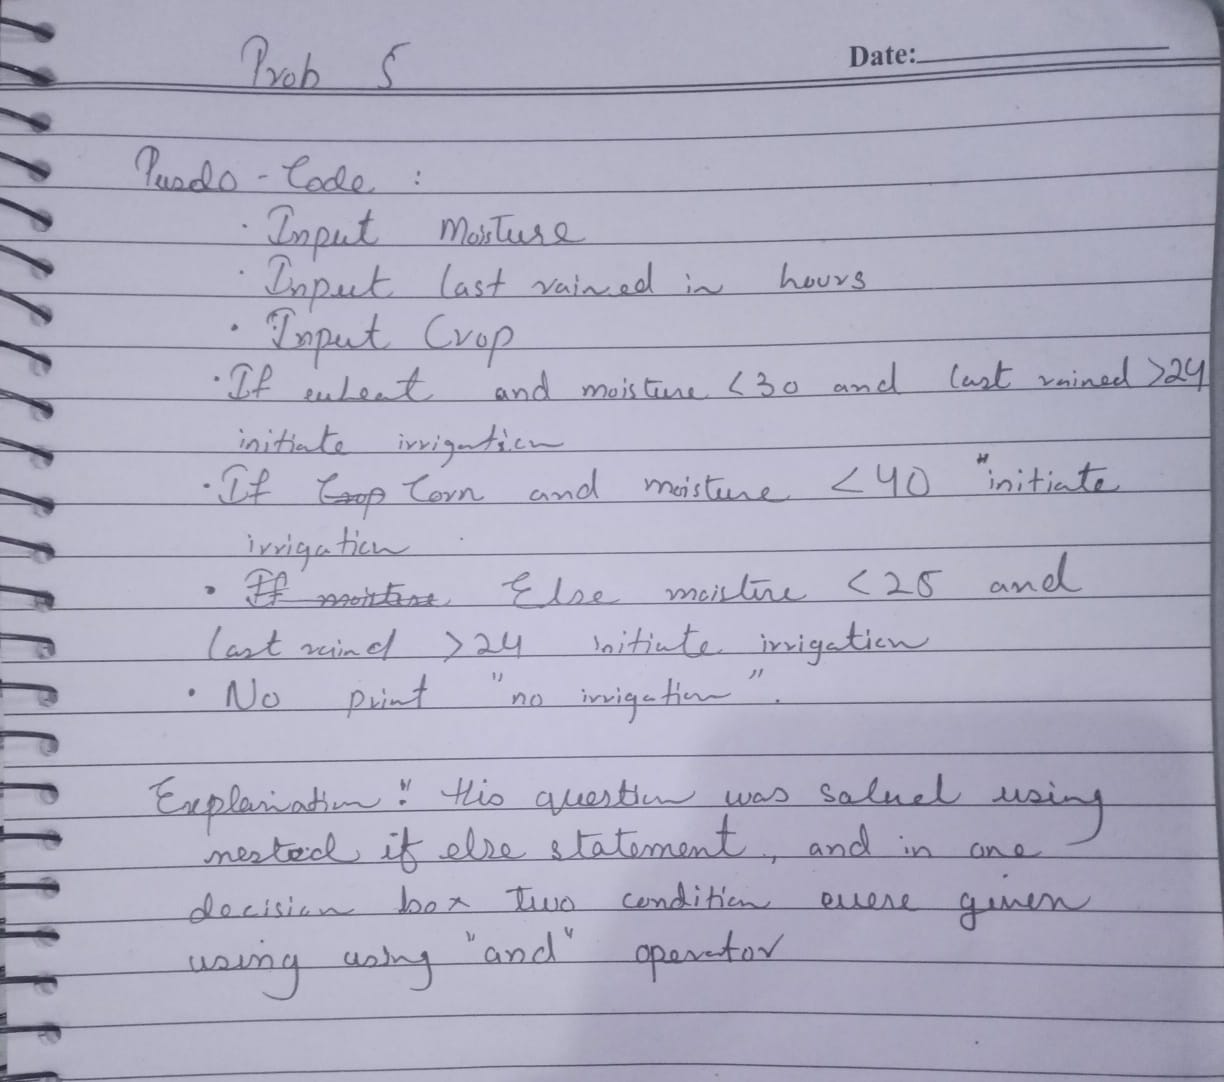 Prob 5
Date:
Pusdo - Code :
· Input Moisture
· Input last rained in hours
· Input Crop
· If wheat and moisture <30 and last rained >24
initiate irrigation
· If Crop Corn and moisture <40 "initiate
irrigation
· If moisture Else moisture <25 and
last raind >24 initiate irrigation
· No print "no irrigation".
Explaination: this question was solved using
nested if else statement, and in one
decision box two condition were given
using using "and" operator